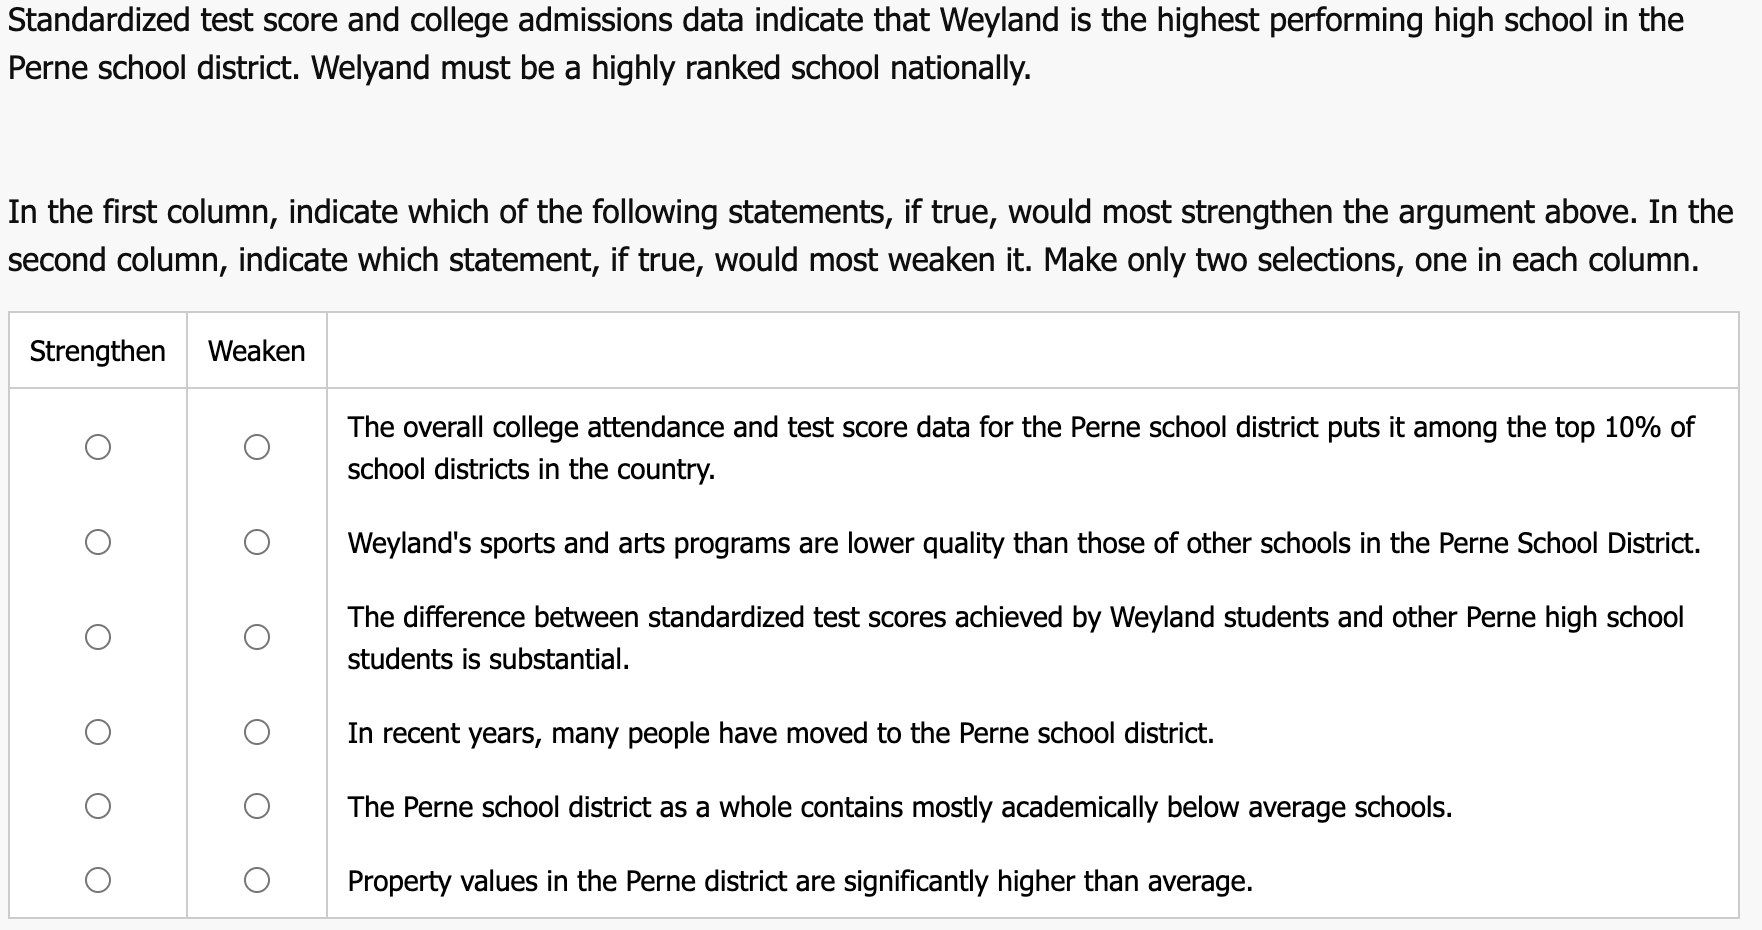 Standardized test score and college admissions data indicate that Weyland is the highest performing high school in the
Perne school district. Welyand must be a highly ranked school nationally.
In the first column, indicate which of the following statements, if true, would most strengthen the argument above. In the
second column, indicate which statement, if true, would most weaken it. Make only two selections, one in each column.
Strengthen Weaken
The overall college attendance and test score data for the Perne school district puts it among the top 10% of
school districts in the country.
Weyland's sports and arts programs are lower quality than those of other schools in the Perne School District.
The difference between standardized test scores achieved by Weyland students and other Perne high school
students is substantial.
In recent years, many people have moved to the Perne school district.
The Perne school district as a whole contains mostly academically below average schools.
Property values in the Perne district are significantly higher than average.